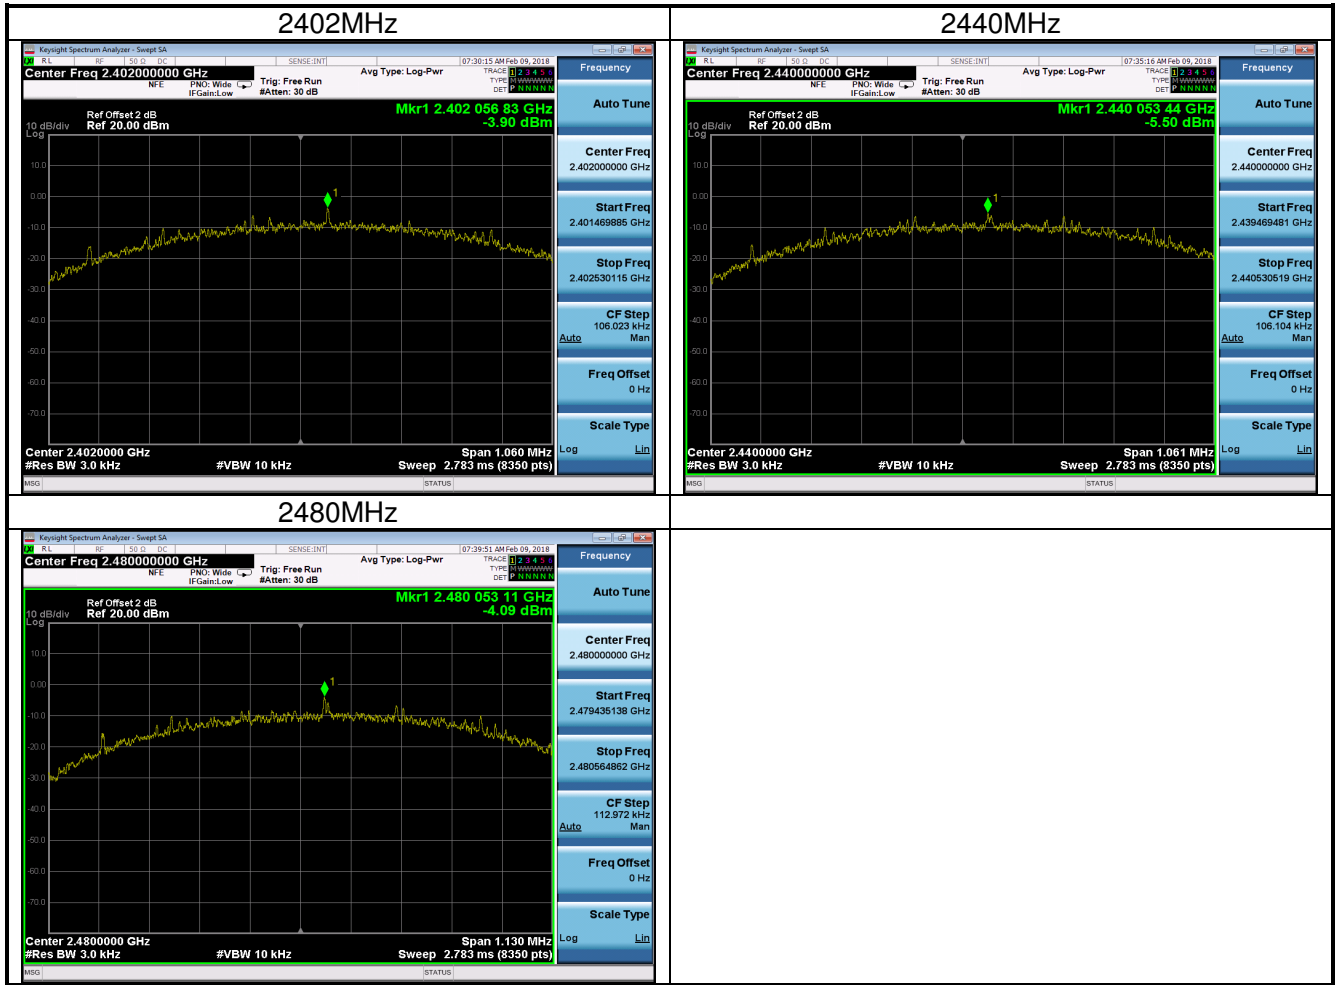 2402MHz
2440MHz
Keysight Spectrum Analyzer - Swept SA
RL RF 50 Ω DC SENSE:INT 07:30:15 AM Feb 09, 2018
Center Freq 2.402000000 GHz Avg Type: Log-Pwr TRACE 1 2 3 4 5 6
NFE PNO: Wide Trig: Free Run TYPE M WWWWW
IFGain:Low #Atten: 30 dB DET P N N N N N
Mkr1 2.402 056 83 GHz
-3.90 dBm
Ref Offset 2 dB
10 dB/div Ref 20.00 dBm
Log
10.0
0.00
-10.0
-20.0
-30.0
-40.0
-50.0
-60.0
-70.0
1
Center 2.4020000 GHz Span 1.060 MHz
#Res BW 3.0 kHz #VBW 10 kHz Sweep 2.783 ms (8350 pts)
MSG STATUS
Frequency
Auto Tune
Center Freq
2.402000000 GHz
Start Freq
2.401469885 GHz
Stop Freq
2.402530115 GHz
CF Step
106.023 kHz
Auto Man
Freq Offset
0 Hz
Scale Type
Log Lin
Keysight Spectrum Analyzer - Swept SA
RL RF 50 Ω DC SENSE:INT 07:35:16 AM Feb 09, 2018
Center Freq 2.440000000 GHz Avg Type: Log-Pwr TRACE 1 2 3 4 5 6
NFE PNO: Wide Trig: Free Run TYPE M WWWWW
IFGain:Low #Atten: 30 dB DET P N N N N N
Mkr1 2.440 053 44 GHz
-5.50 dBm
Ref Offset 2 dB
10 dB/div Ref 20.00 dBm
Log
10.0
0.00
-10.0
-20.0
-30.0
-40.0
-50.0
-60.0
-70.0
1
Center 2.4400000 GHz Span 1.061 MHz
#Res BW 3.0 kHz #VBW 10 kHz Sweep 2.783 ms (8350 pts)
MSG STATUS
Frequency
Auto Tune
Center Freq
2.440000000 GHz
Start Freq
2.439469481 GHz
Stop Freq
2.440530519 GHz
CF Step
106.104 kHz
Auto Man
Freq Offset
0 Hz
Scale Type
Log Lin
2480MHz
Keysight Spectrum Analyzer - Swept SA
RL RF 50 Ω DC SENSE:INT 07:39:51 AM Feb 09, 2018
Center Freq 2.480000000 GHz Avg Type: Log-Pwr TRACE 1 2 3 4 5 6
NFE PNO: Wide Trig: Free Run TYPE M WWWWW
IFGain:Low #Atten: 30 dB DET P N N N N N
Mkr1 2.480 053 11 GHz
-4.09 dBm
Ref Offset 2 dB
10 dB/div Ref 20.00 dBm
Log
10.0
0.00
-10.0
-20.0
-30.0
-40.0
-50.0
-60.0
-70.0
1
Center 2.4800000 GHz Span 1.130 MHz
#Res BW 3.0 kHz #VBW 10 kHz Sweep 2.783 ms (8350 pts)
MSG STATUS
Frequency
Auto Tune
Center Freq
2.480000000 GHz
Start Freq
2.479435138 GHz
Stop Freq
2.480564862 GHz
CF Step
112.972 kHz
Auto Man
Freq Offset
0 Hz
Scale Type
Log Lin